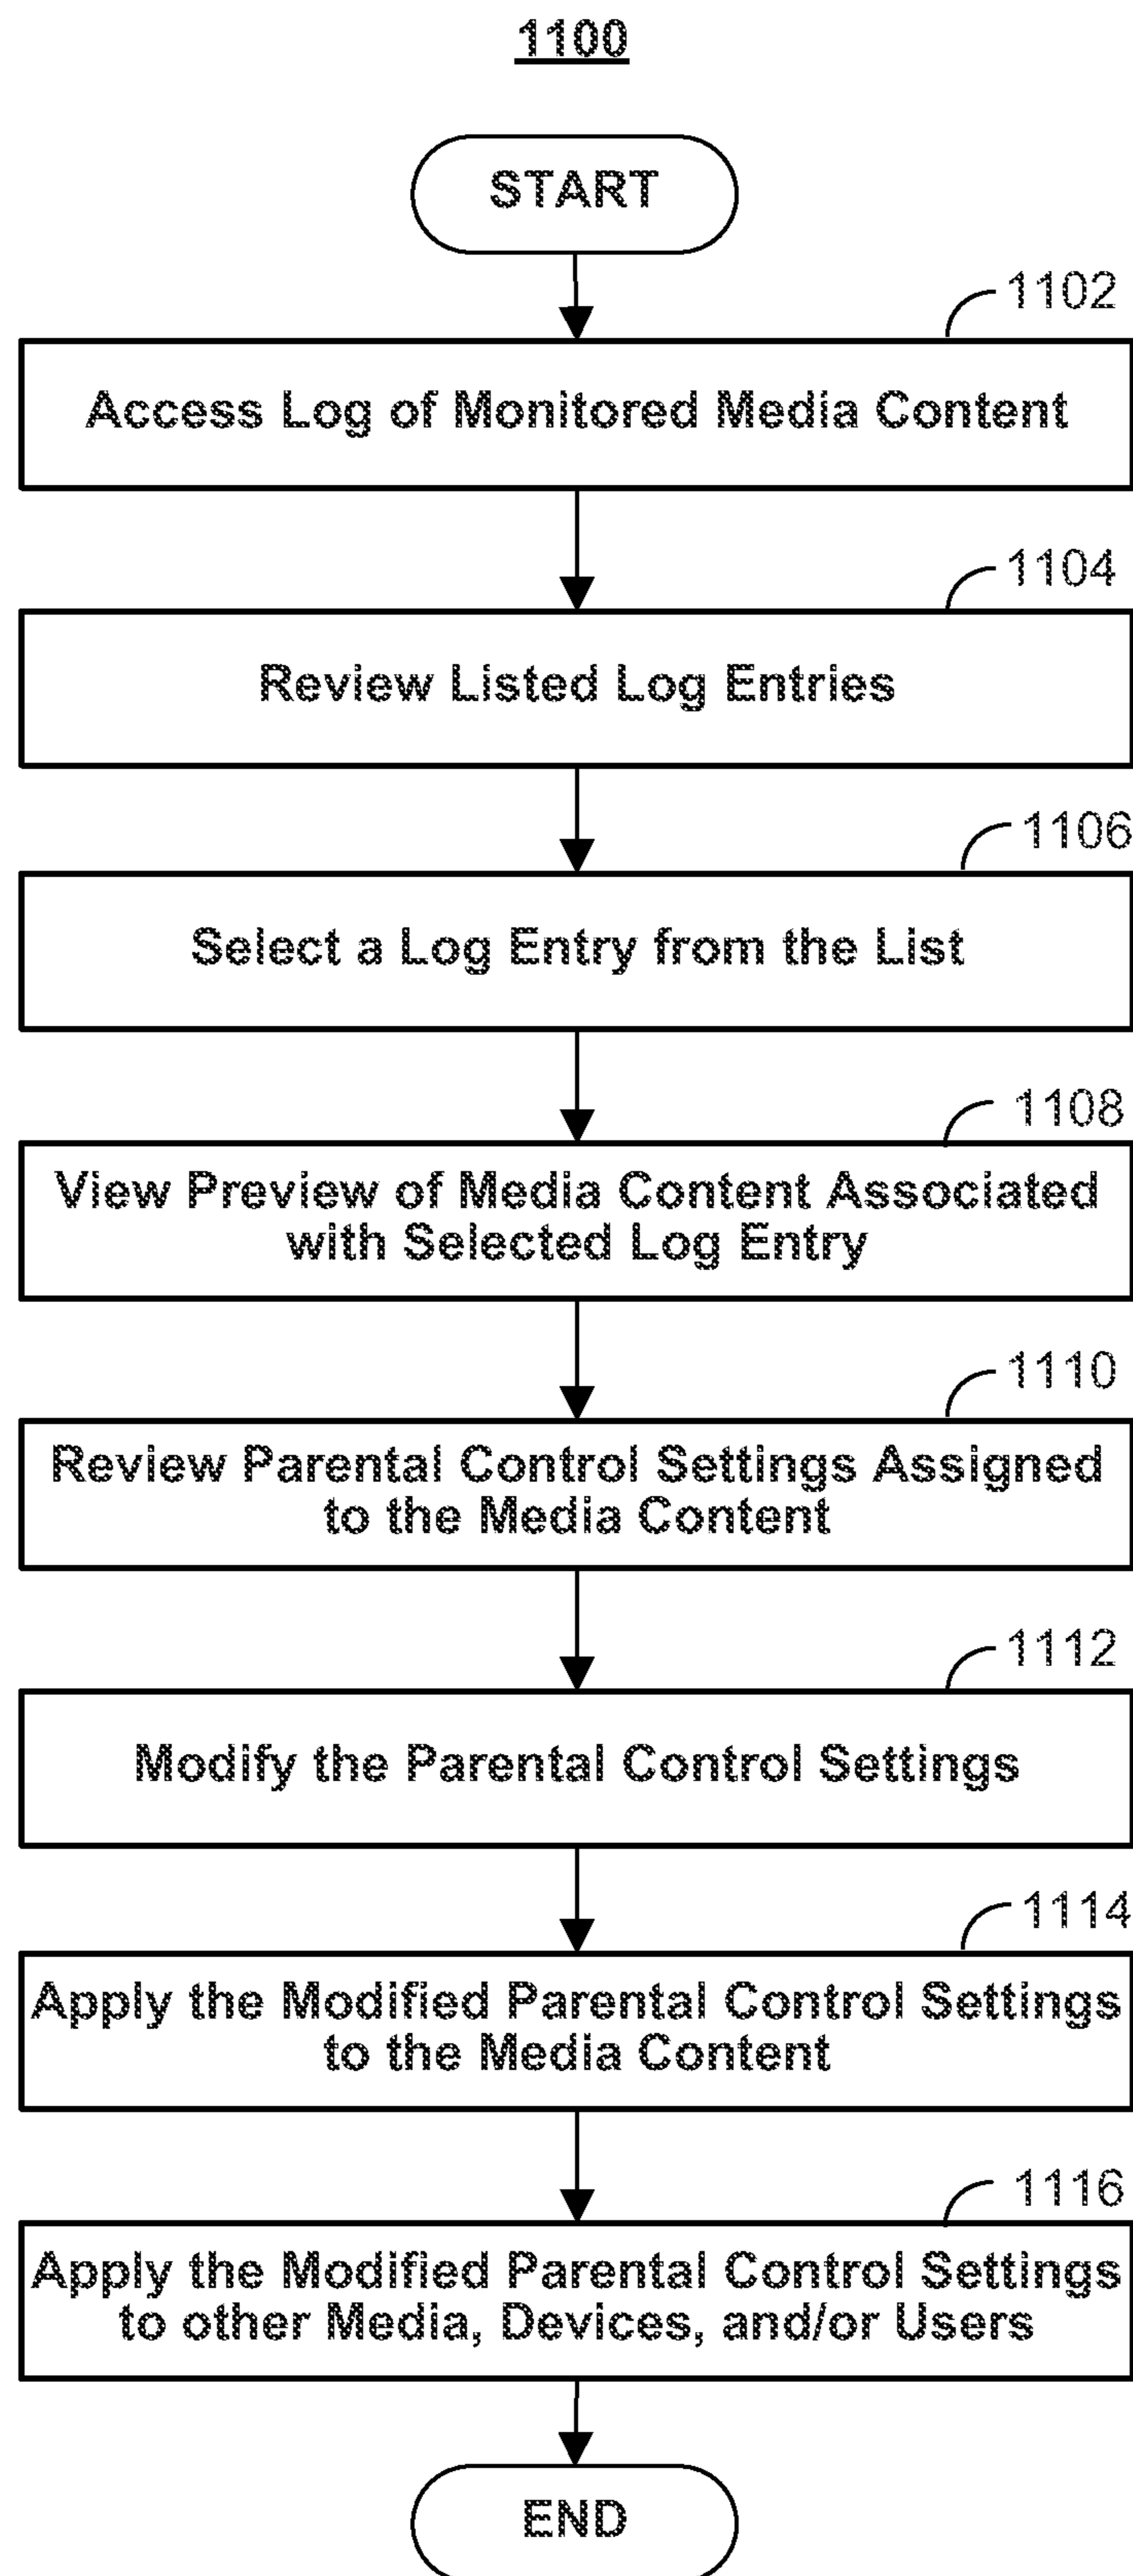 1100
START
1102
Access Log of Monitored Media Content
1104
Review Listed Log Entries
1106
Select a Log Entry from the List
1108
View Preview of Media Content Associated
with Selected Log Entry
1110
Review Parental Control Settings Assigned
to the Media Content
1112
Modify the Parental Control Settings
1114
Apply the Modified Parental Control Settings
to the Media Content
1116
Apply the Modified Parental Control Settings
to other Media, Devices, and/or Users
END